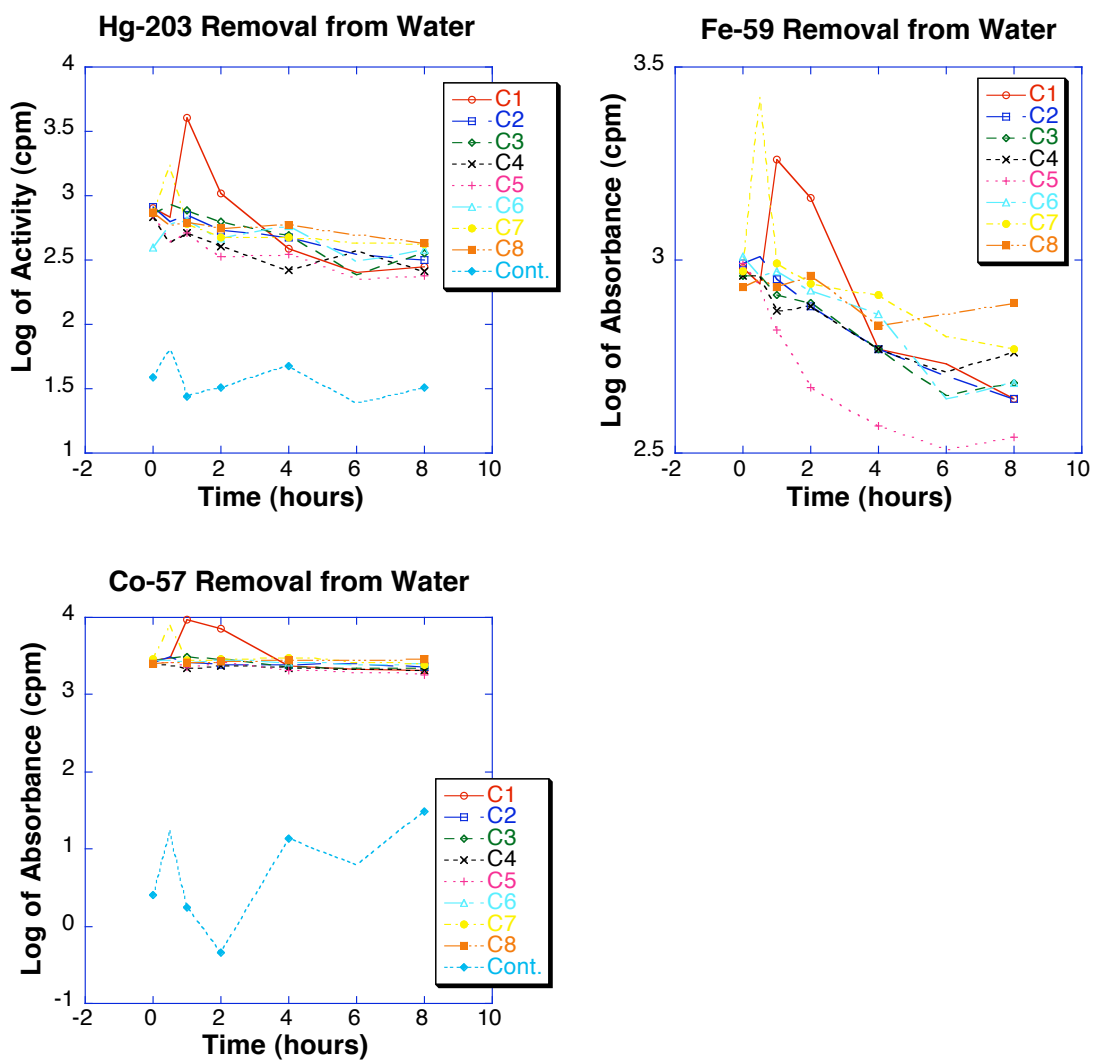 Hg-203 Removal from Water
Log of Activity (cpm)
4
3.5
3
2.5
2
1.5
1
-2 0 2 4 6 8 10
Time (hours)
C1
C2
C3
C4
C5
C6
C7
C8
Cont.
Fe-59 Removal from Water
Log of Absorbance (cpm)
3.5
3
2.5
-2 0 2 4 6 8 10
Time (hours)
C1
C2
C3
C4
C5
C6
C7
C8
Co-57 Removal from Water
Log of Absorbance (cpm)
4
3
2
1
0
-1
-2 0 2 4 6 8 10
Time (hours)
C1
C2
C3
C4
C5
C6
C7
C8
Cont.